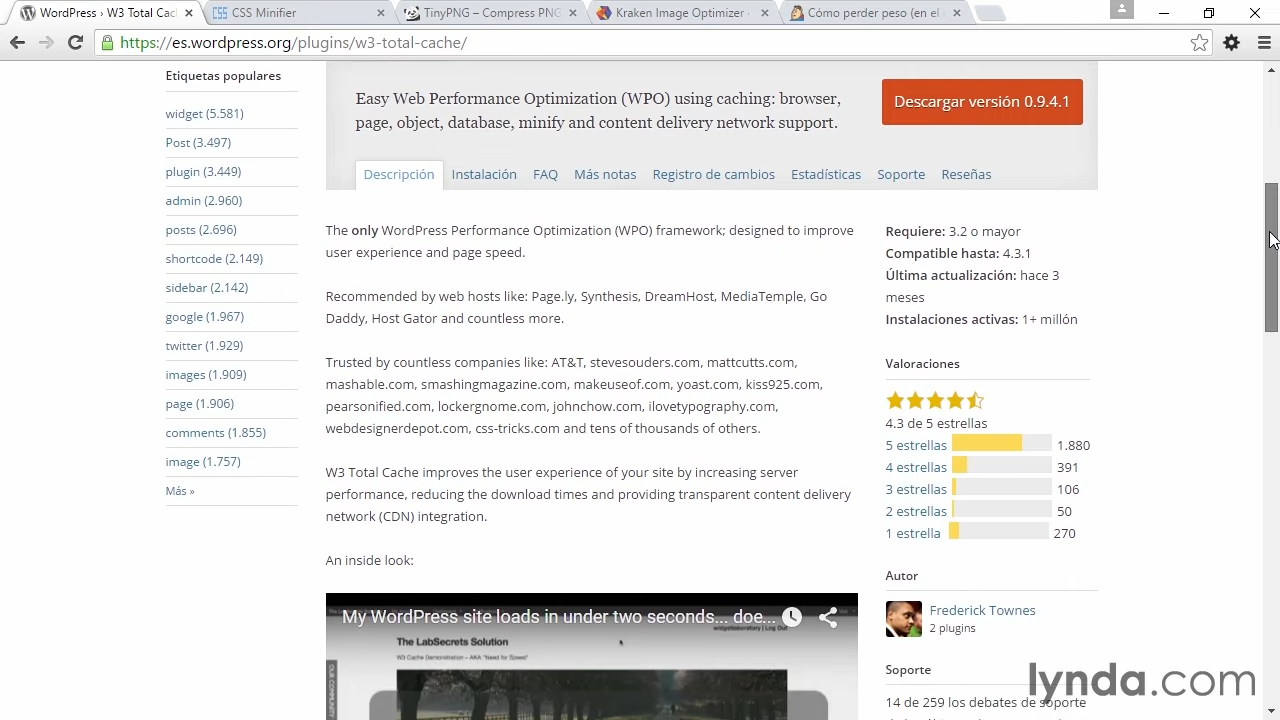 WordPress › W3 Total Cac
CSS Minifier
TinyPNG – Compress PNG
Kraken Image Optimizer
Cómo perder peso (en el
https://es.wordpress.org/plugins/w3-total-cache/
Etiquetas populares
widget (5.581)
Post (3.497)
plugin (3.449)
admin (2.960)
posts (2.696)
shortcode (2.149)
sidebar (2.142)
google (1.967)
twitter (1.929)
images (1.909)
page (1.906)
comments (1.855)
image (1.757)
Más »
Easy Web Performance Optimization (WPO) using caching: browser,
page, object, database, minify and content delivery network support.
Descargar versión 0.9.4.1
Descripción
Instalación
FAQ
Más notas
Registro de cambios
Estadísticas
Soporte
Reseñas
The only WordPress Performance Optimization (WPO) framework; designed to improve
user experience and page speed.
Recommended by web hosts like: Page.ly, Synthesis, DreamHost, MediaTemple, Go
Daddy, Host Gator and countless more.
Trusted by countless companies like: AT&T, stevesouders.com, mattcutts.com,
mashable.com, smashingmagazine.com, makeuseof.com, yoast.com, kiss925.com,
pearsonified.com, lockergnome.com, johnchow.com, ilovetypography.com,
webdesignerdepot.com, css-tricks.com and tens of thousands of others.
W3 Total Cache improves the user experience of your site by increasing server
performance, reducing the download times and providing transparent content delivery
network (CDN) integration.
An inside look:
My WordPress site loads in under two seconds... doe...
The LabSecrets Solution
W3 Cache Demonstration – AKA "Need for Speed"
Requiere: 3.2 o mayor
Compatible hasta: 4.3.1
Última actualización: hace 3
meses
Instalaciones activas: 1+ millón
Valoraciones
4.3 de 5 estrellas
5 estrellas 1.880
4 estrellas 391
3 estrellas 106
2 estrellas 50
1 estrella 270
Autor
Frederick Townes
2 plugins
Soporte
14 de 259 los debates de soporte
lynda.com